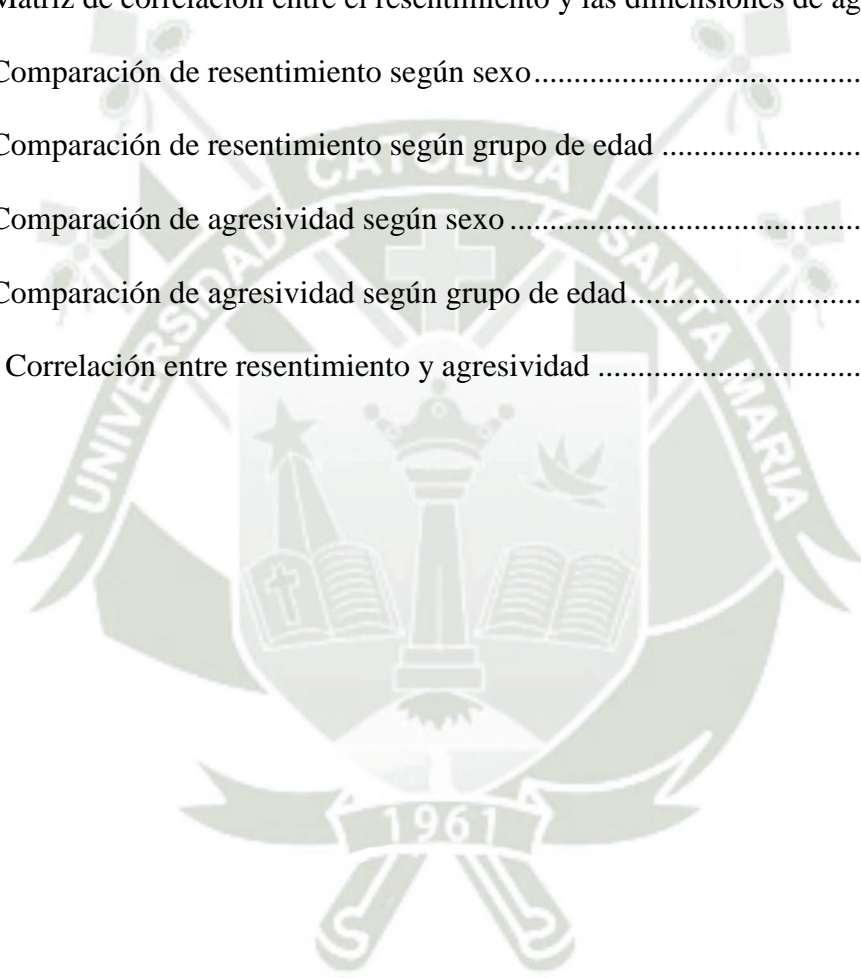 Matriz de correlación entre el resentimiento y las dimensiones de ag
Comparación de resentimiento según sexo........................................
Comparación de resentimiento según grupo de edad ........................
Comparación de agresividad según sexo ...........................................
Comparación de agresividad según grupo de edad............................
Correlación entre resentimiento y agresividad ................................
UNIVERSIDAD CATOLICA SANTA MARIA
1961